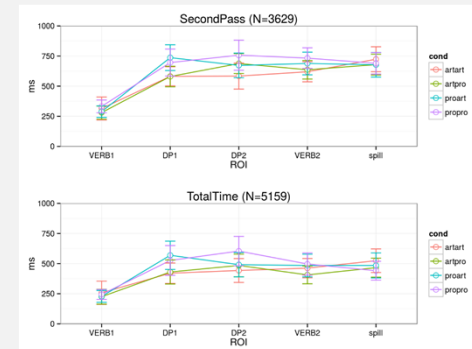 SecondPass (N=3629)
1000
750
500
250
0
ms
VERB1 DP1 DP2 VERB2 spill
ROI
cond
artart
artpro
proart
propro
TotalTime (N=5159)
1000
750
500
250
0
ms
VERB1 DP1 DP2 VERB2 spill
ROI
cond
artart
artpro
proart
propro